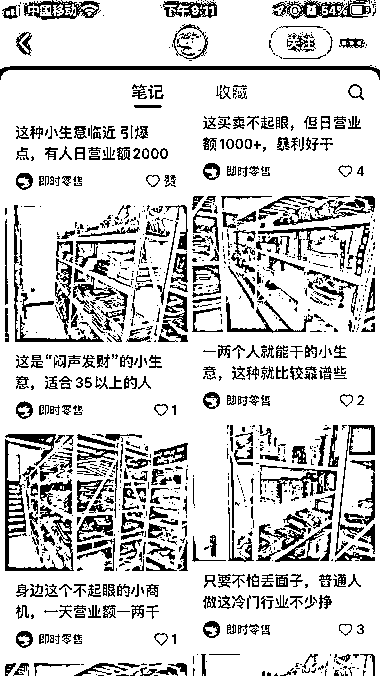 中国移动
下午9:11
54%
关注
笔记
收藏
这种小生意临近 引爆
点，有人日营业额2000
即时零售
赞
这买卖不起眼，但日营业
额1000+，暴利好干
即时零售
4
这是“闷声发财”的小生
意，适合35以上的人
即时零售
1
一两个人就能干的小生
意，这种就比较靠谱些
即时零售
2
身边这个不起眼的小商
机，一天营业额一两千
即时零售
1
只要不怕丢面子，普通人
做这冷门行业不少挣
即时零售
3